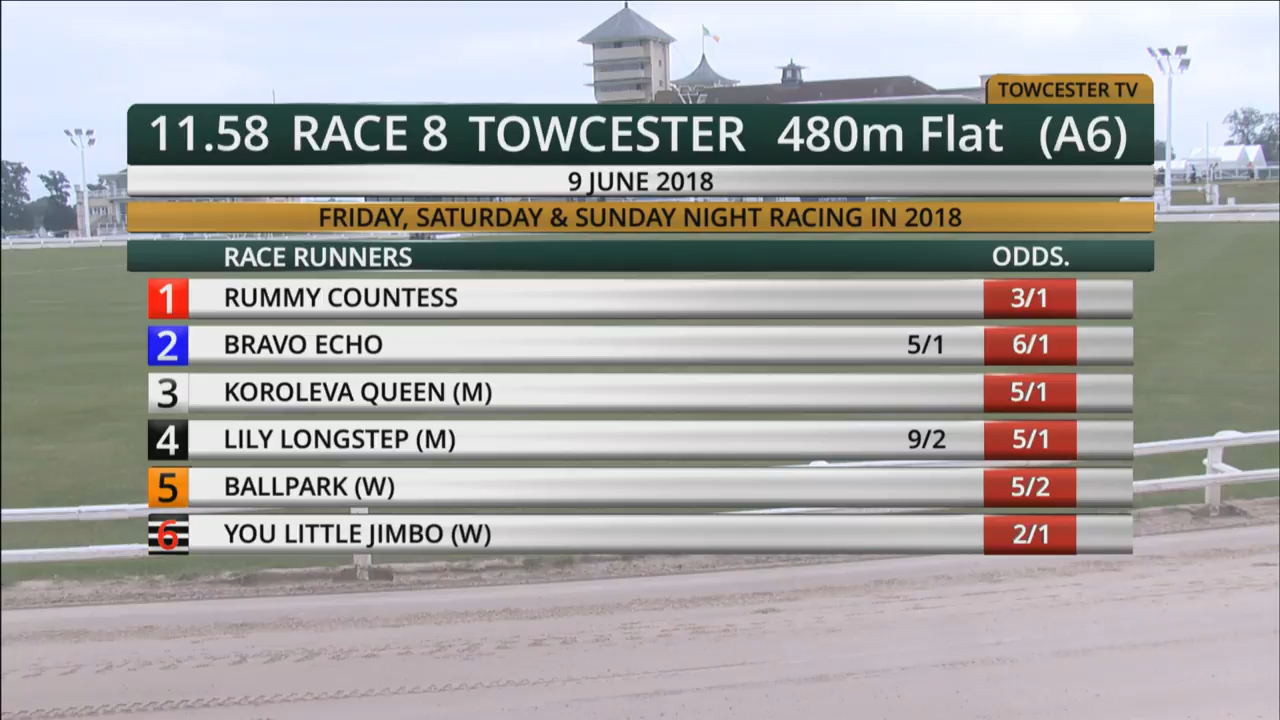 TOWCESTER TV
11.58 RACE 8 TOWCESTER 480m Flat (A6)
9 JUNE 2018
FRIDAY, SATURDAY & SUNDAY NIGHT RACING IN 2018
RACE RUNNERS ODDS.
1 RUMMY COUNTESS 3/1
2 BRAVO ECHO 5/1 6/1
3 KOROLEVA QUEEN (M) 5/1
4 LILY LONGSTEP (M) 9/2 5/1
5 BALLPARK (W) 5/2
6 YOU LITTLE JIMBO (W) 2/1